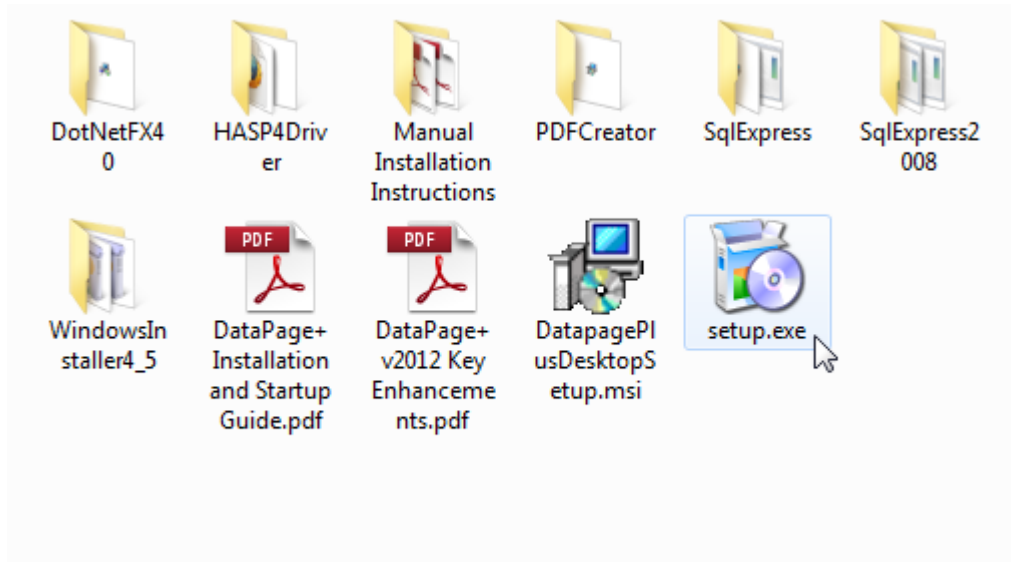 DotNetFX4
0
HASP4Driv
er
Manual
Installation
Instructions
PDFCreator
SqlExpress
SqlExpress2
008
WindowsIn
staller4_5
PDF
DataPage+
Installation
and Startup
Guide.pdf
PDF
DataPage+
v2012 Key
Enhanceme
nts.pdf
DatapagePl
usDesktopS
etup.msi
setup.exe